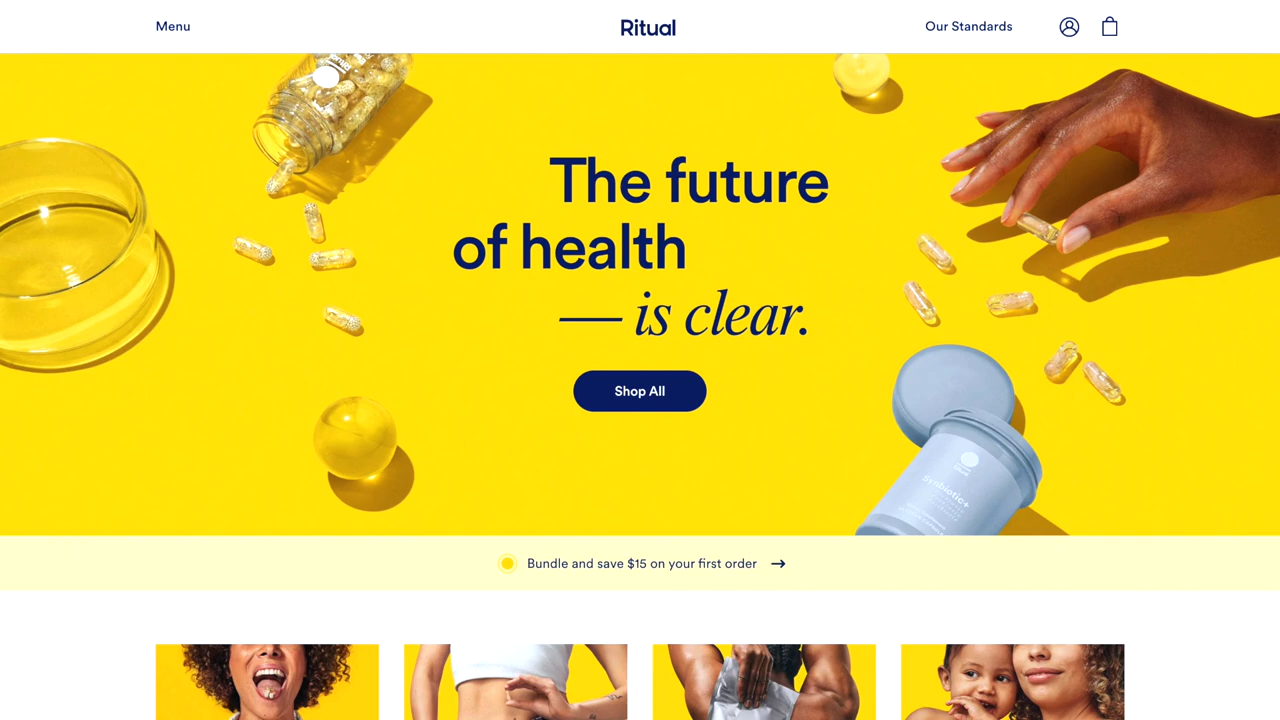 Menu
Ritual
Our Standards
The future
of health
— is clear.
Shop All
Synbiotic+
Bundle and save $15 on your first order →